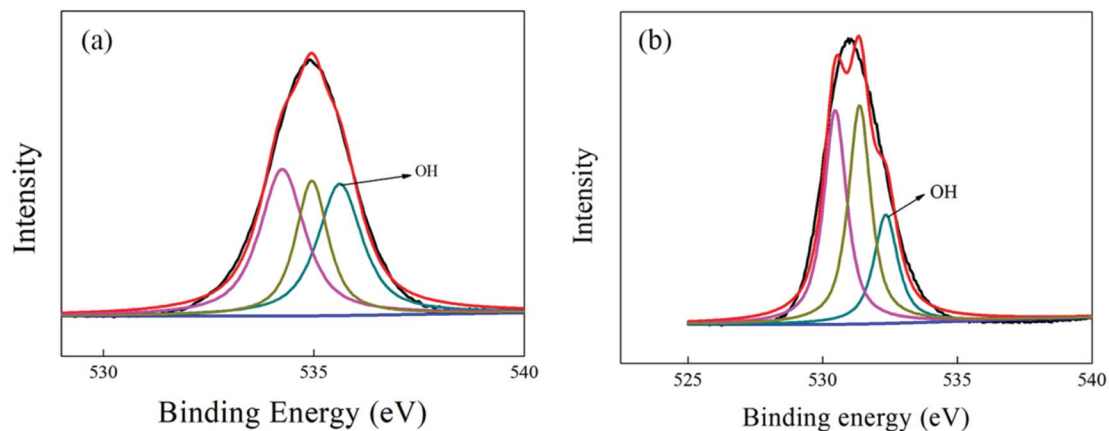 (a)
OH
Intensity
530 535 540
Binding Energy (eV)
(b)
OH
Intensity
525 530 535 540
Binding energy (eV)